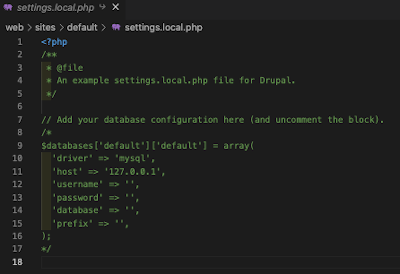 settings.local.php
web > sites > default > settings.local.php
1 <?php
2 /**
3  * @file
4  * An example settings.local.php file for Drupal.
5  */
6
7 // Add your database configuration here (and uncomment the block).
8 /*
9 $databases['default']['default'] = array(
10   'driver' => 'mysql',
11   'host' => '127.0.0.1',
12   'username' => '',
13   'password' => '',
14   'database' => '',
15   'prefix' => '',
16 );
17 */
18